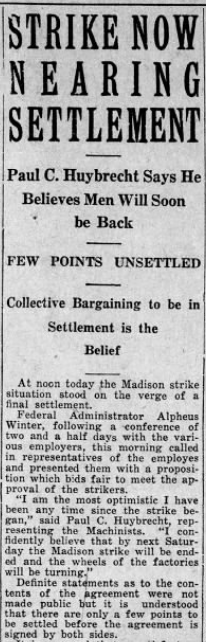 STRIKE NOW
NEARING
SETTLEMENT
Paul C. Huybrecht Says He
Believes Men Will Soon
be Back
FEW POINTS UNSETTLED
Collective Bargaining to be in
Settlement is the
Belief
At noon today the Madison strike
situation stood on the verge of a
final settlement.
Federal Administrator Alpheus
Winter, following a conference of
two and a half days with the vari-
ous employers, this morning called
in representatives of the employes
and presented them with a proposi-
tion which bids fair to meet the ap-
proval of the strikers.
"I am the most optimistic I have
been any time since the strike be-
gan," said Paul C. Huybrecht, rep-
resenting the Machinists. "I con-
fidently believe that by next Satur-
day the Madison strike will be end-
ed and the wheels of the factories
will be turning."
Definite statements as to the con-
tents of the agreement were not
made public but it is understood
that there are only a few points to
be settled before the agreement is
signed by both sides.